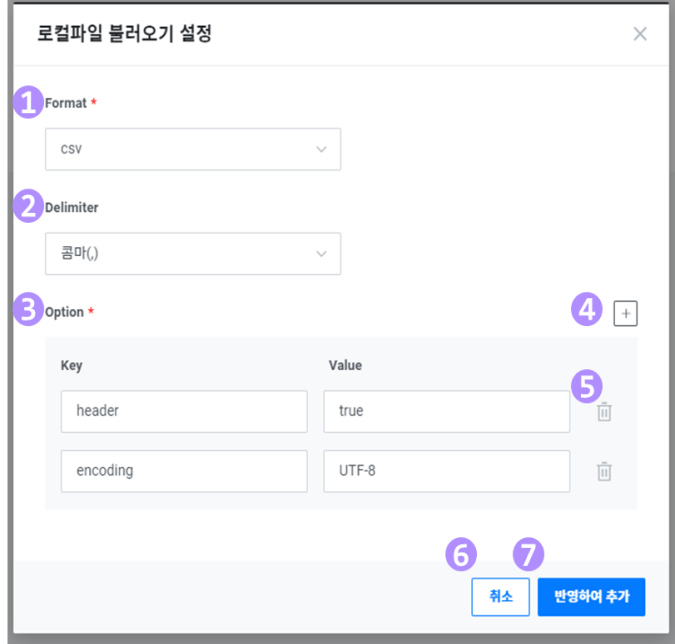 로컬파일 불러오기 설정
1 Format *
csv
2 Delimiter
콤마(,)
3 Option * 4 +
Key Value
5
header true
encoding UTF-8
6 7
취소 반영하여 추가